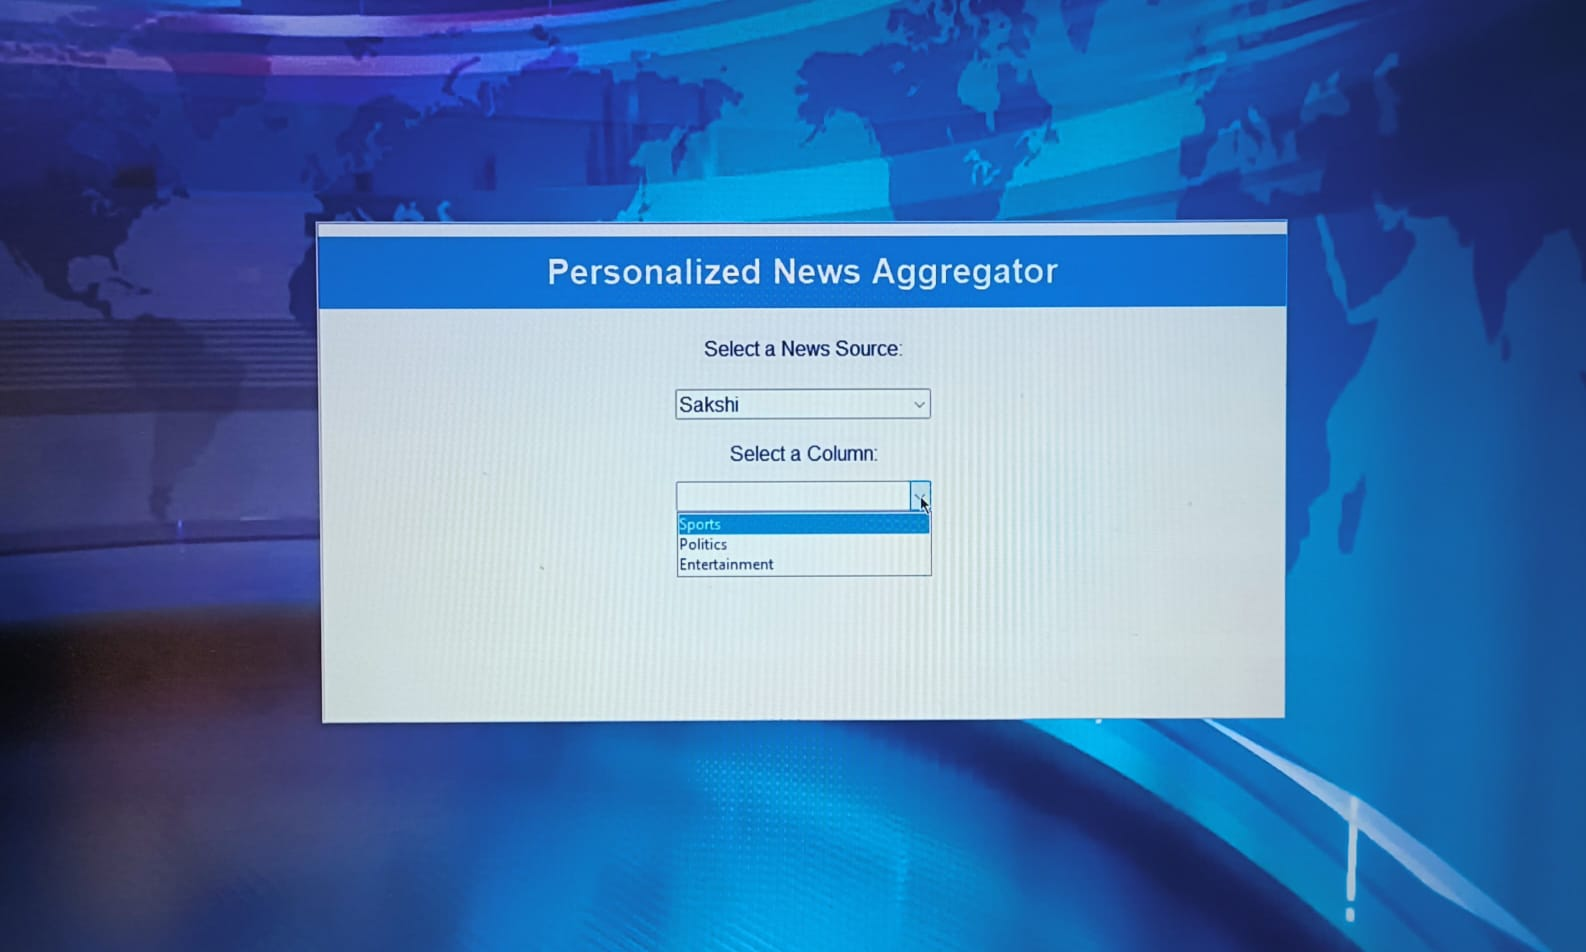 Personalized News Aggregator
Select a News Source:
Sakshi
Select a Column:
Sports
Politics
Entertainment